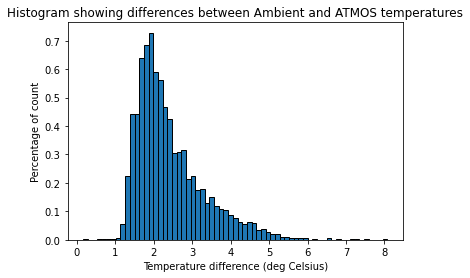 Histogram showing differences between Ambient and ATMOS temperatures
Percentage of count
0.7
0.6
0.5
0.4
0.3
0.2
0.1
0.0
0 1 2 3 4 5 6 7 8
Temperature difference (deg Celsius)